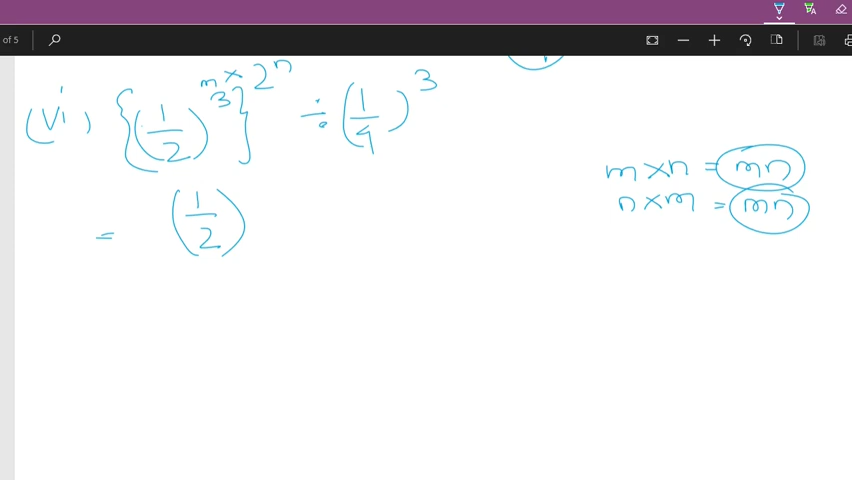 of 5
(vi) {(1/2)^3}^2 ÷ (1/4)^3
m × n
m × n = mn
n × m = mn
= (1/2)